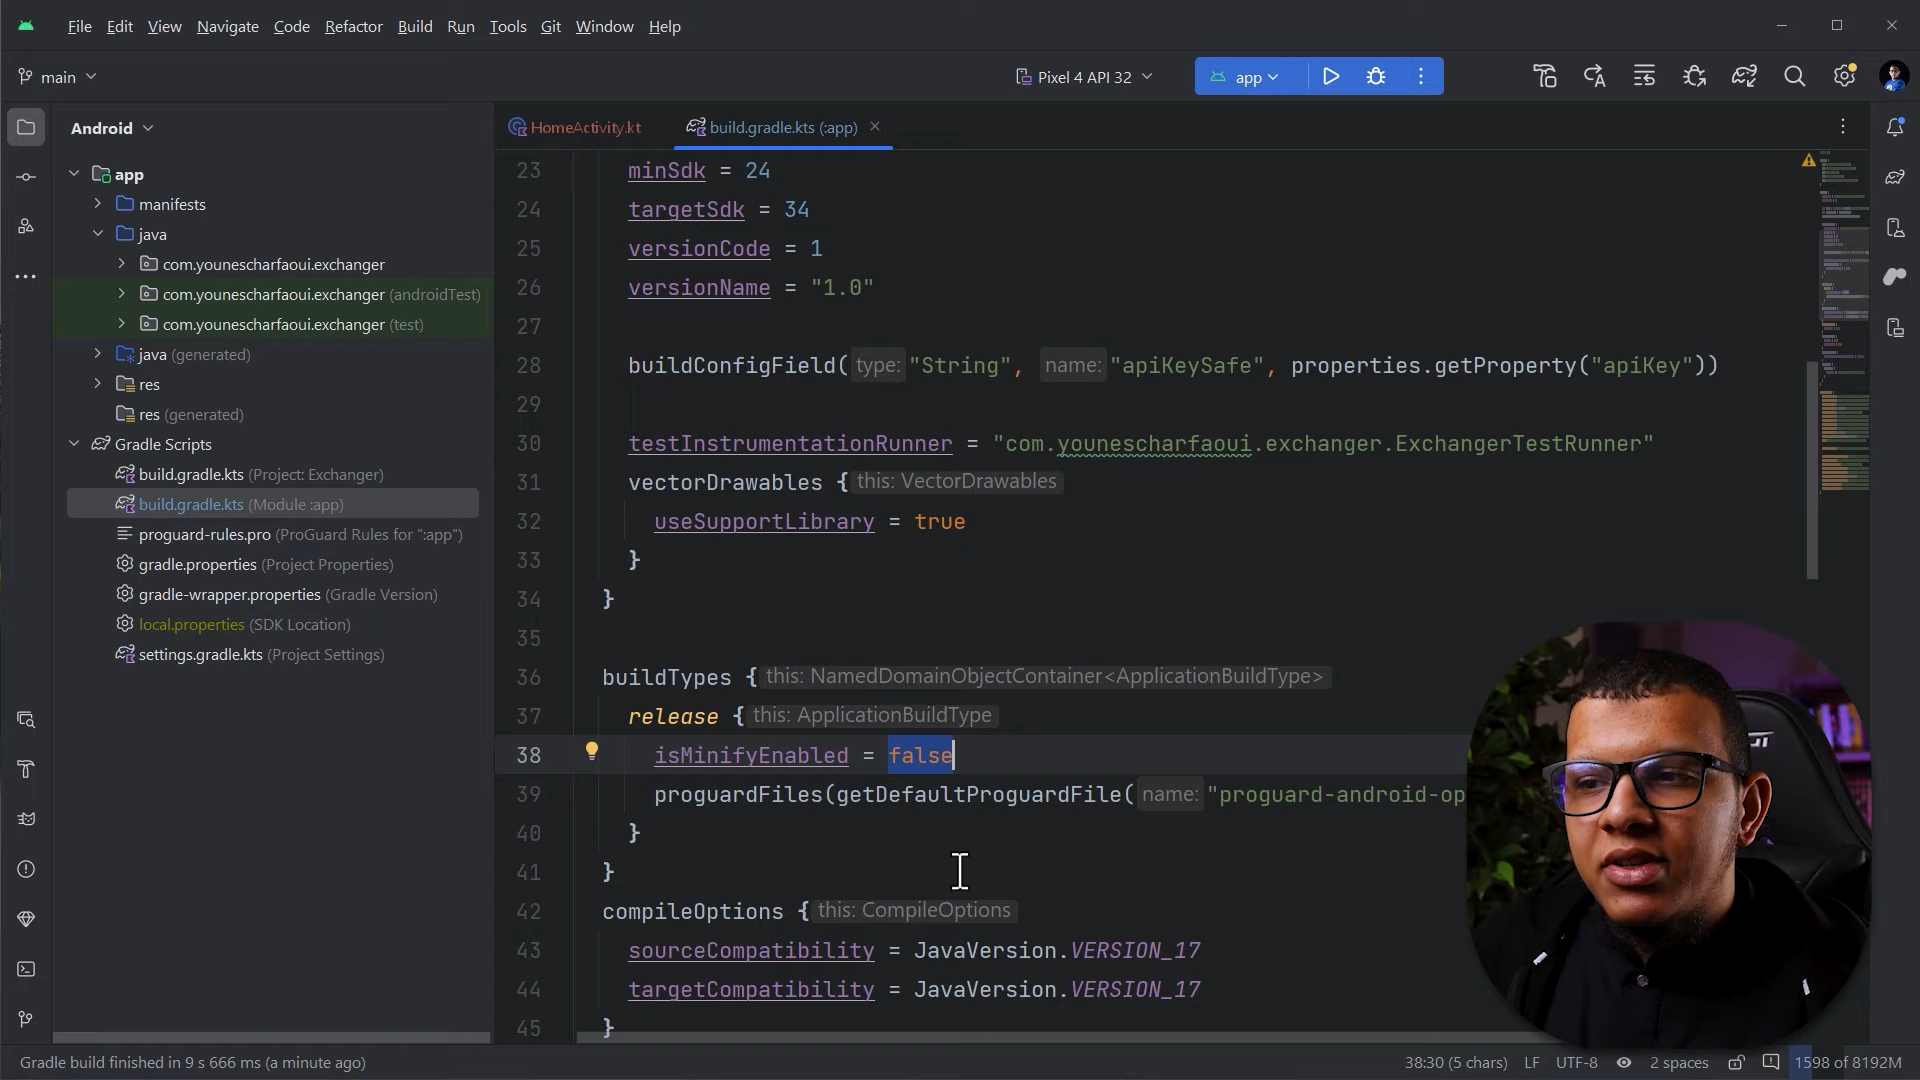 File Edit View Navigate Code Refactor Build Run Tools Git Window Help
main
Pixel 4 API 32
app
Android
HomeActivity.kt
build.gradle.kts (:app)
app
manifests
java
com.younescharfaoui.exchanger
com.younescharfaoui.exchanger (androidTest)
com.younescharfaoui.exchanger (test)
java (generated)
res
res (generated)
Gradle Scripts
build.gradle.kts (Project: Exchanger)
build.gradle.kts (Module :app)
proguard-rules.pro (ProGuard Rules for ":app")
gradle.properties (Project Properties)
gradle-wrapper.properties (Gradle Version)
local.properties (SDK Location)
settings.gradle.kts (Project Settings)
23 minSdk = 24
24 targetSdk = 34
25 versionCode = 1
26 versionName = "1.0"
27
28 buildConfigField( type: "String", name: "apiKeySafe", properties.getProperty("apiKey"))
29
30 testInstrumentationRunner = "com.younescharfaoui.exchanger.ExchangerTestRunner"
31 vectorDrawables { this: VectorDrawables
32 useSupportLibrary = true
33 }
34 }
35
36 buildTypes { this: NamedDomainObjectContainer<ApplicationBuildType>
37 release { this: ApplicationBuildType
38 isMinifyEnabled = false
39 proguardFiles(getDefaultProguardFile( name: "proguard-android-op
40 }
41 }
42 compileOptions { this: CompileOptions
43 sourceCompatibility = JavaVersion.VERSION_17
44 targetCompatibility = JavaVersion.VERSION_17
45 }
Gradle build finished in 9 s 666 ms (a minute ago)
38:30 (5 chars) LF UTF-8 2 spaces 1598 of 8192M